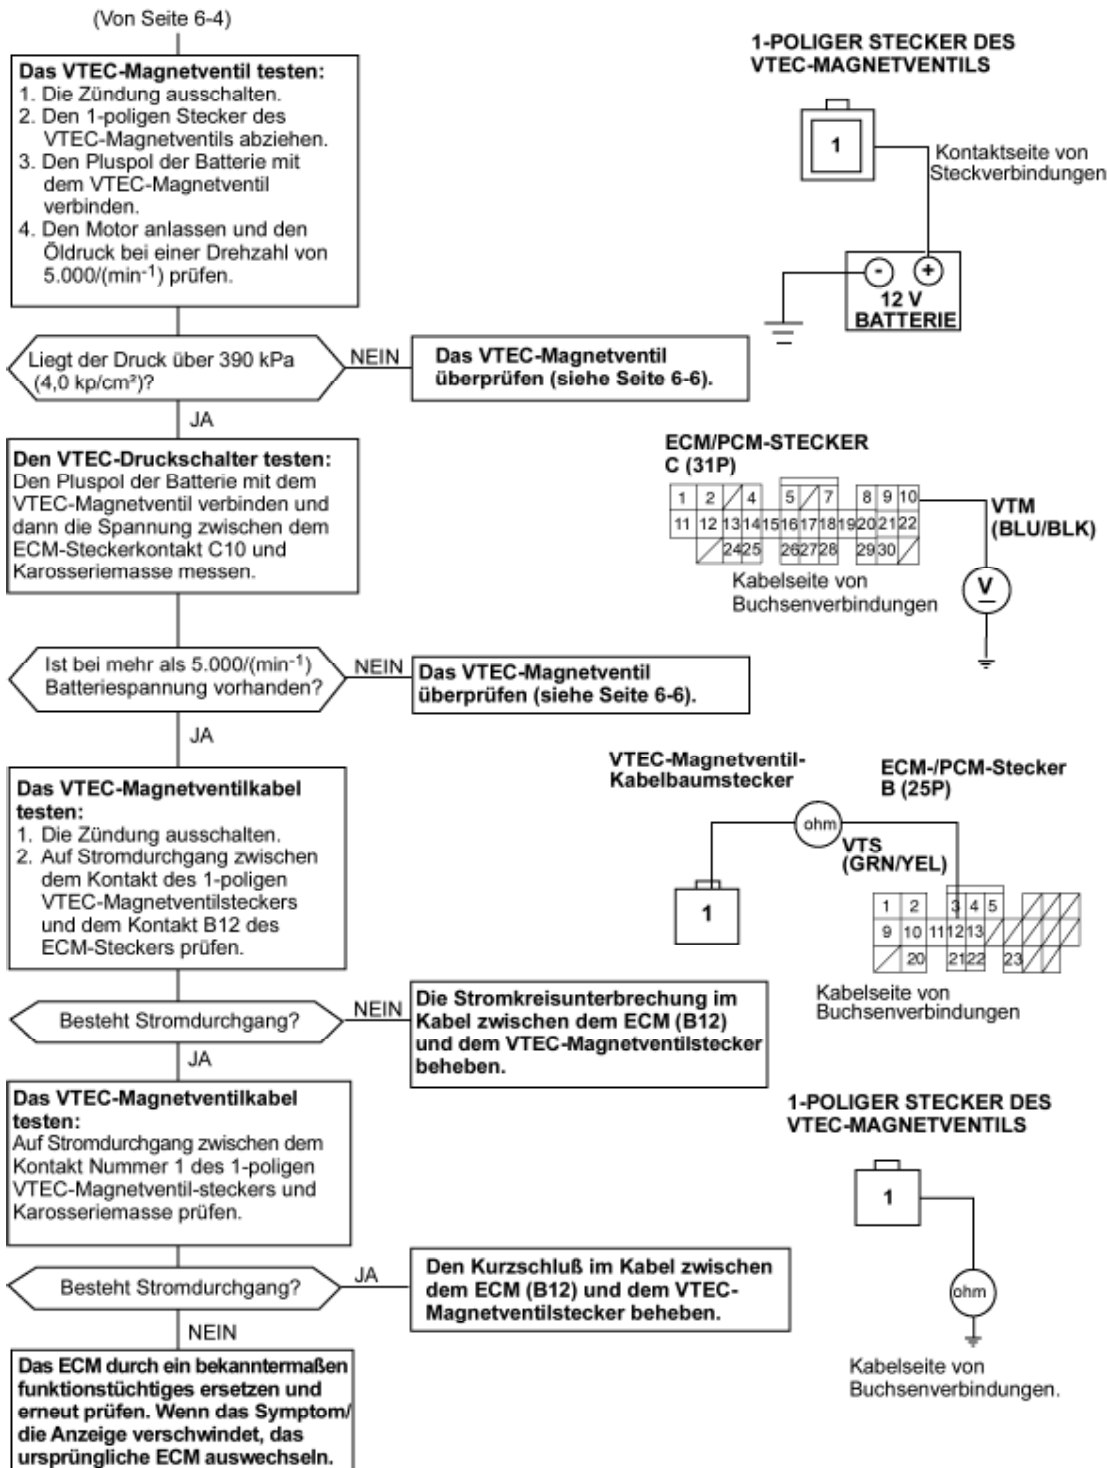 (Von Seite 6-4)
Das VTEC-Magnetventil testen:
1. Die Zündung ausschalten.
2. Den 1-poligen Stecker des
VTEC-Magnetventils abziehen.
3. Den Pluspol der Batterie mit
dem VTEC-Magnetventil
verbinden.
4. Den Motor anlassen und den
Öldruck bei einer Drehzahl von
5.000/(min⁻¹) prüfen.
1-POLIGER STECKER DES
VTEC-MAGNETVENTILS
1
Kontaktseite von
Steckverbindungen
- +
12 V
BATTERIE
Liegt der Druck über 390 kPa
(4,0 kp/cm²)?
NEIN
Das VTEC-Magnetventil
überprüfen (siehe Seite 6-6).
JA
Den VTEC-Druckschalter testen:
Den Pluspol der Batterie mit dem
VTEC-Magnetventil verbinden und
dann die Spannung zwischen dem
ECM-Steckerkontakt C10 und
Karosseriemasse messen.
ECM/PCM-STECKER
C (31P)
1 2 4 5 7 8 9 10
11 12 13 14 15 16 17 18 19 20 21 22
24 25 26 27 28 29 30
VTM
(BLU/BLK)
V
Kabelseite von
Buchsenverbindungen
Ist bei mehr als 5.000/(min⁻¹)
Batteriespannung vorhanden?
NEIN
Das VTEC-Magnetventil
überprüfen (siehe Seite 6-6).
JA
Das VTEC-Magnetventilkabel
testen:
1. Die Zündung ausschalten.
2. Auf Stromdurchgang zwischen
dem Kontakt des 1-poligen
VTEC-Magnetventilsteckers
und dem Kontakt B12 des
ECM-Steckers prüfen.
VTEC-Magnetventil-
Kabelbaumstecker
ECM-/PCM-Stecker
B (25P)
ohm
VTS
(GRN/YEL)
1
1 2 3 4 5
9 10 11 12 13
20 21 22 23
Kabelseite von
Buchsenverbindungen
Besteht Stromdurchgang?
NEIN
Die Stromkreisunterbrechung im
Kabel zwischen dem ECM (B12)
und dem VTEC-Magnetventilstecker
beheben.
JA
Das VTEC-Magnetventilkabel
testen:
Auf Stromdurchgang zwischen dem
Kontakt Nummer 1 des 1-poligen
VTEC-Magnetventil-steckers und
Karosseriemasse prüfen.
1-POLIGER STECKER DES
VTEC-MAGNETVENTILS
1
ohm
Kabelseite von
Buchsenverbindungen.
Besteht Stromdurchgang?
JA
Den Kurzschluß im Kabel zwischen
dem ECM (B12) und dem VTEC-
Magnetventilstecker beheben.
NEIN
Das ECM durch ein bekanntermaßen
funktionstüchtiges ersetzen und
erneut prüfen. Wenn das Symptom/
die Anzeige verschwindet, das
ursprüngliche ECM auswechseln.